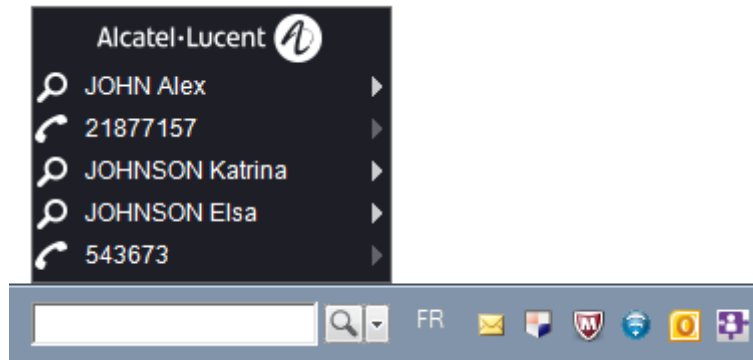 Alcatel·Lucent
JOHN Alex
21877157
JOHNSON Katrina
JOHNSON Elsa
543673
FR